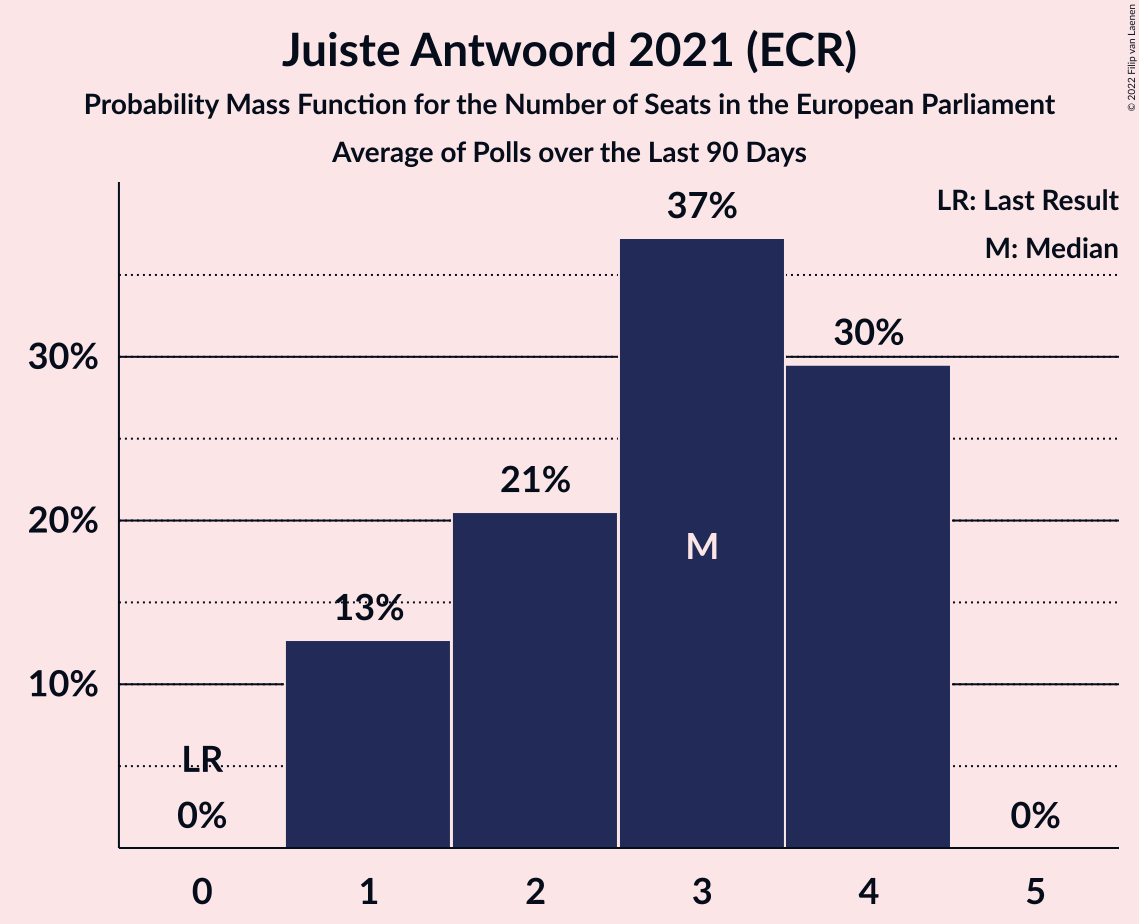 Juiste Antwoord 2021 (ECR)
Probability Mass Function for the Number of Seats in the European Parliament
Average of Polls over the Last 90 Days
© 2022 Filip van Laenen
LR: Last Result
M: Median
37%
30%
30%
21%
20%
M
13%
10%
LR
0%
0%
0 1 2 3 4 5